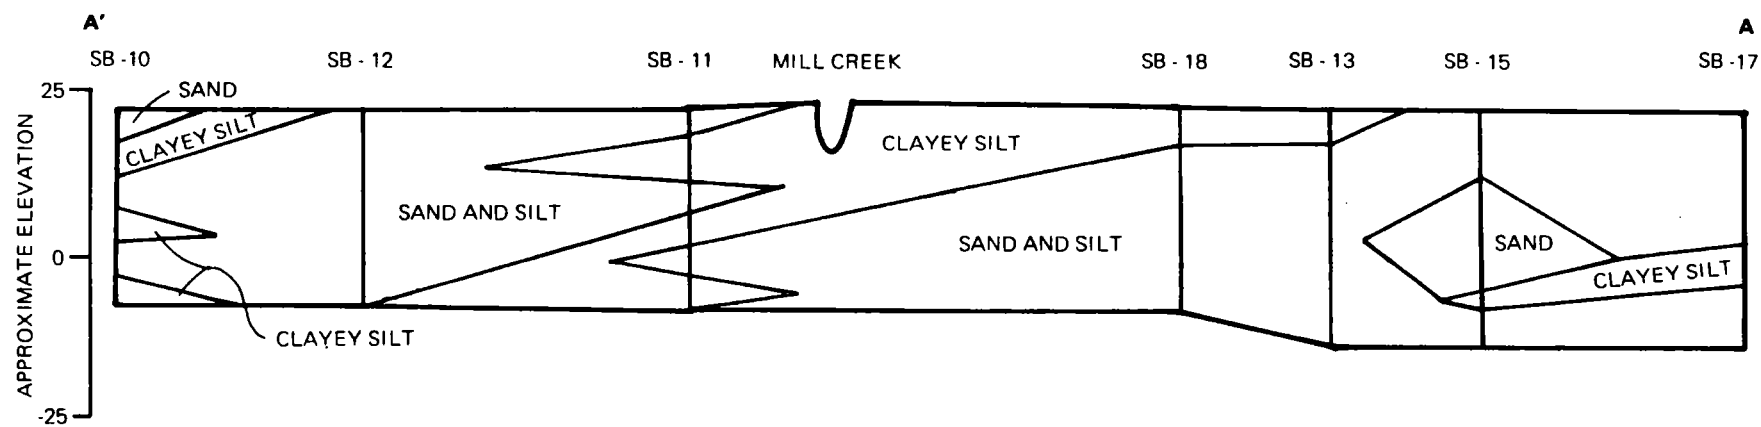 A' A
SB -10 SB - 12 SB - 11 MILL CREEK SB - 18 SB - 13 SB - 15 SB -17
25
SAND
CLAYEY SILT
CLAYEY SILT
SAND AND SILT
SAND AND SILT
SAND
0
CLAYEY SILT
CLAYEY SILT
-25
APPROXIMATE ELEVATION